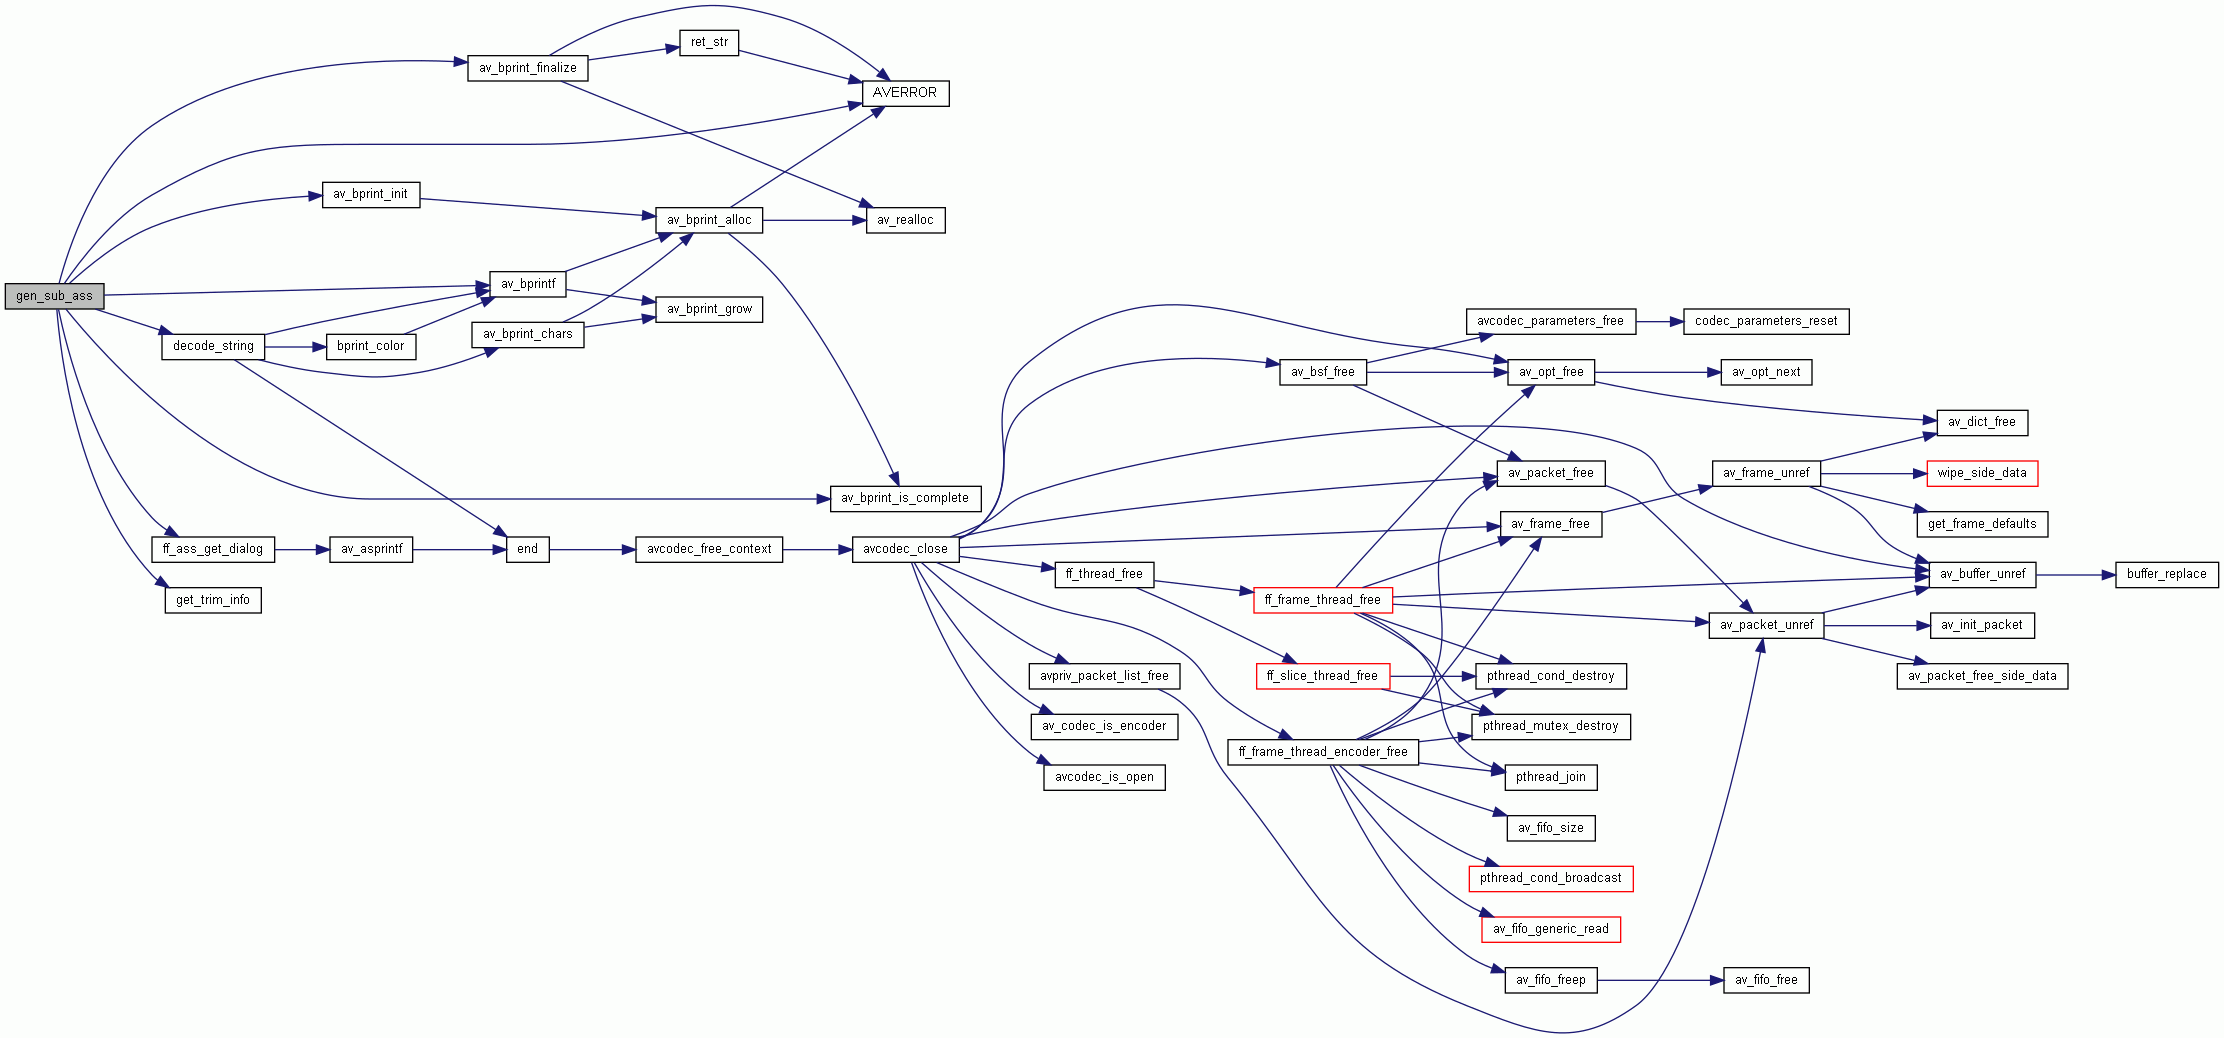 gen_sub_ass
av_bprint_finalize
ret_str
AVERROR
av_bprint_init
av_bprint_alloc
av_realloc
av_bprintf
av_bprint_grow
decode_string
bprint_color
av_bprint_chars
av_bprint_is_complete
ff_ass_get_dialog
av_asprintf
end
avcodec_free_context
avcodec_close
get_trim_info
av_bsf_free
avcodec_parameters_free
codec_parameters_reset
av_opt_free
av_opt_next
av_dict_free
av_packet_free
av_frame_unref
wipe_side_data
av_frame_free
get_frame_defaults
ff_thread_free
ff_frame_thread_free
av_buffer_unref
buffer_replace
av_packet_unref
av_init_packet
avpriv_packet_list_free
ff_slice_thread_free
pthread_cond_destroy
av_packet_free_side_data
av_codec_is_encoder
ff_frame_thread_encoder_free
pthread_mutex_destroy
avcodec_is_open
pthread_join
av_fifo_size
pthread_cond_broadcast
av_fifo_generic_read
av_fifo_freep
av_fifo_free